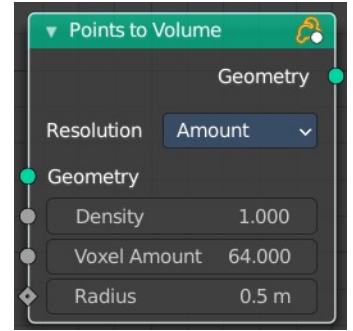 Points to Volume
Geometry
Resolution Amount
Geometry
Density 1.000
Voxel Amount 64.000
Radius 0.5 m